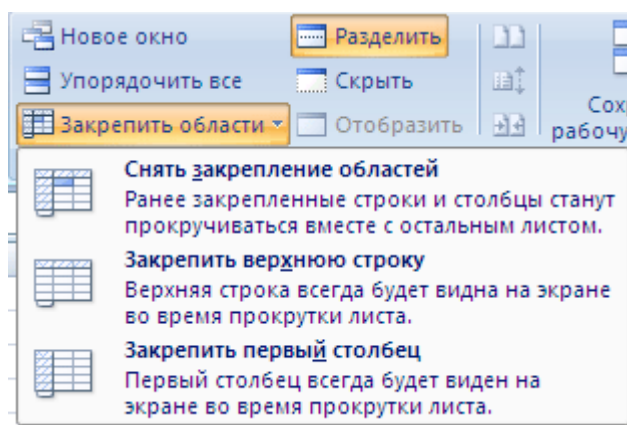 Новое окно
Разделить
Упорядочить все
Скрыть
Закрепить области
Отобразить
рабочу
Снять закрепление областей
Ранее закрепленные строки и столбцы станут
прокручиваться вместе с остальным листом.
Закрепить верхнюю строку
Верхняя строка всегда будет видна на экране
во время прокрутки листа.
Закрепить первый столбец
Первый столбец всегда будет виден на
экране во время прокрутки листа.